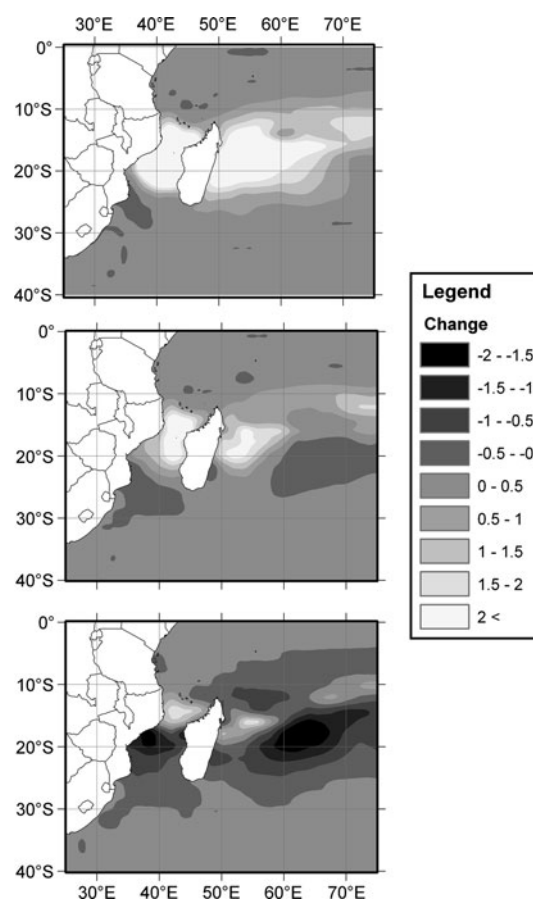 30°E 40°E 50°E 60°E 70°E
0°
10°S
20°S
30°S
40°S
0°
10°S
20°S
30°S
40°S
0°
10°S
20°S
30°S
40°S
30°E 40°E 50°E 60°E 70°E
Legend
Change
-2 - -1.5
-1.5 - -1
-1 - -0.5
-0.5 - -0
0 - 0.5
0.5 - 1
1 - 1.5
1.5 - 2
2 <